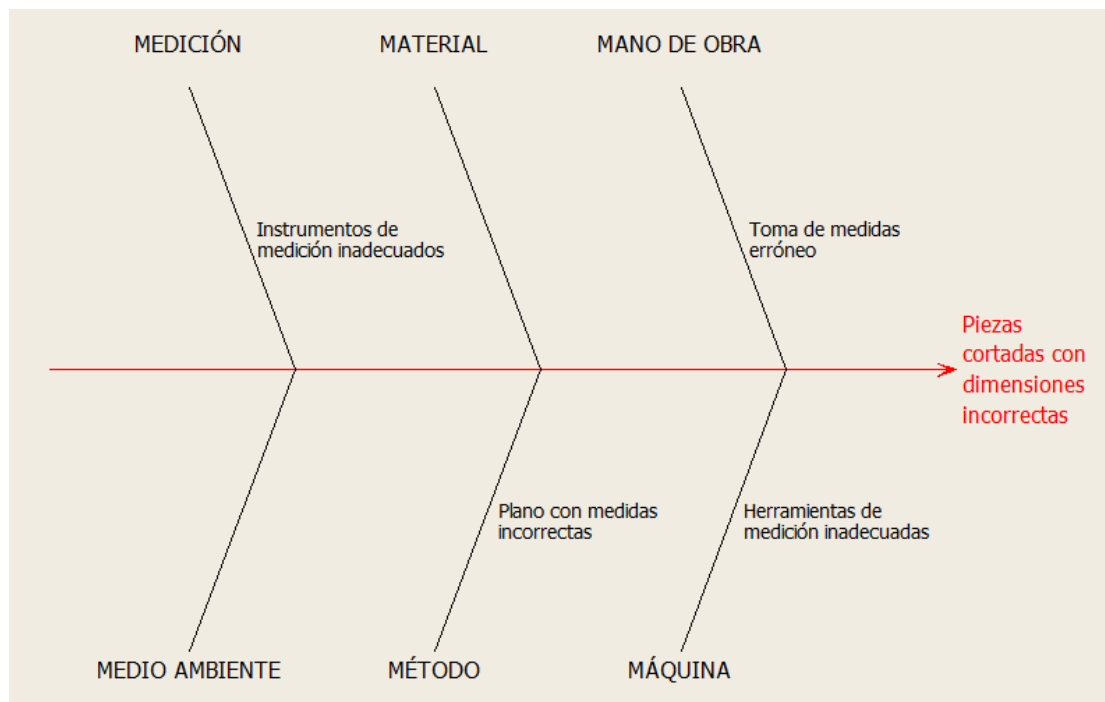 MEDICIÓN
MATERIAL
MANO DE OBRA
Instrumentos de
medición inadecuados
Toma de medidas
erróneo
Piezas
cortadas con
dimensiones
incorrectas
Plano con medidas
incorrectas
Herramientas de
medición inadecuadas
MEDIO AMBIENTE
MÉTODO
MÁQUINA